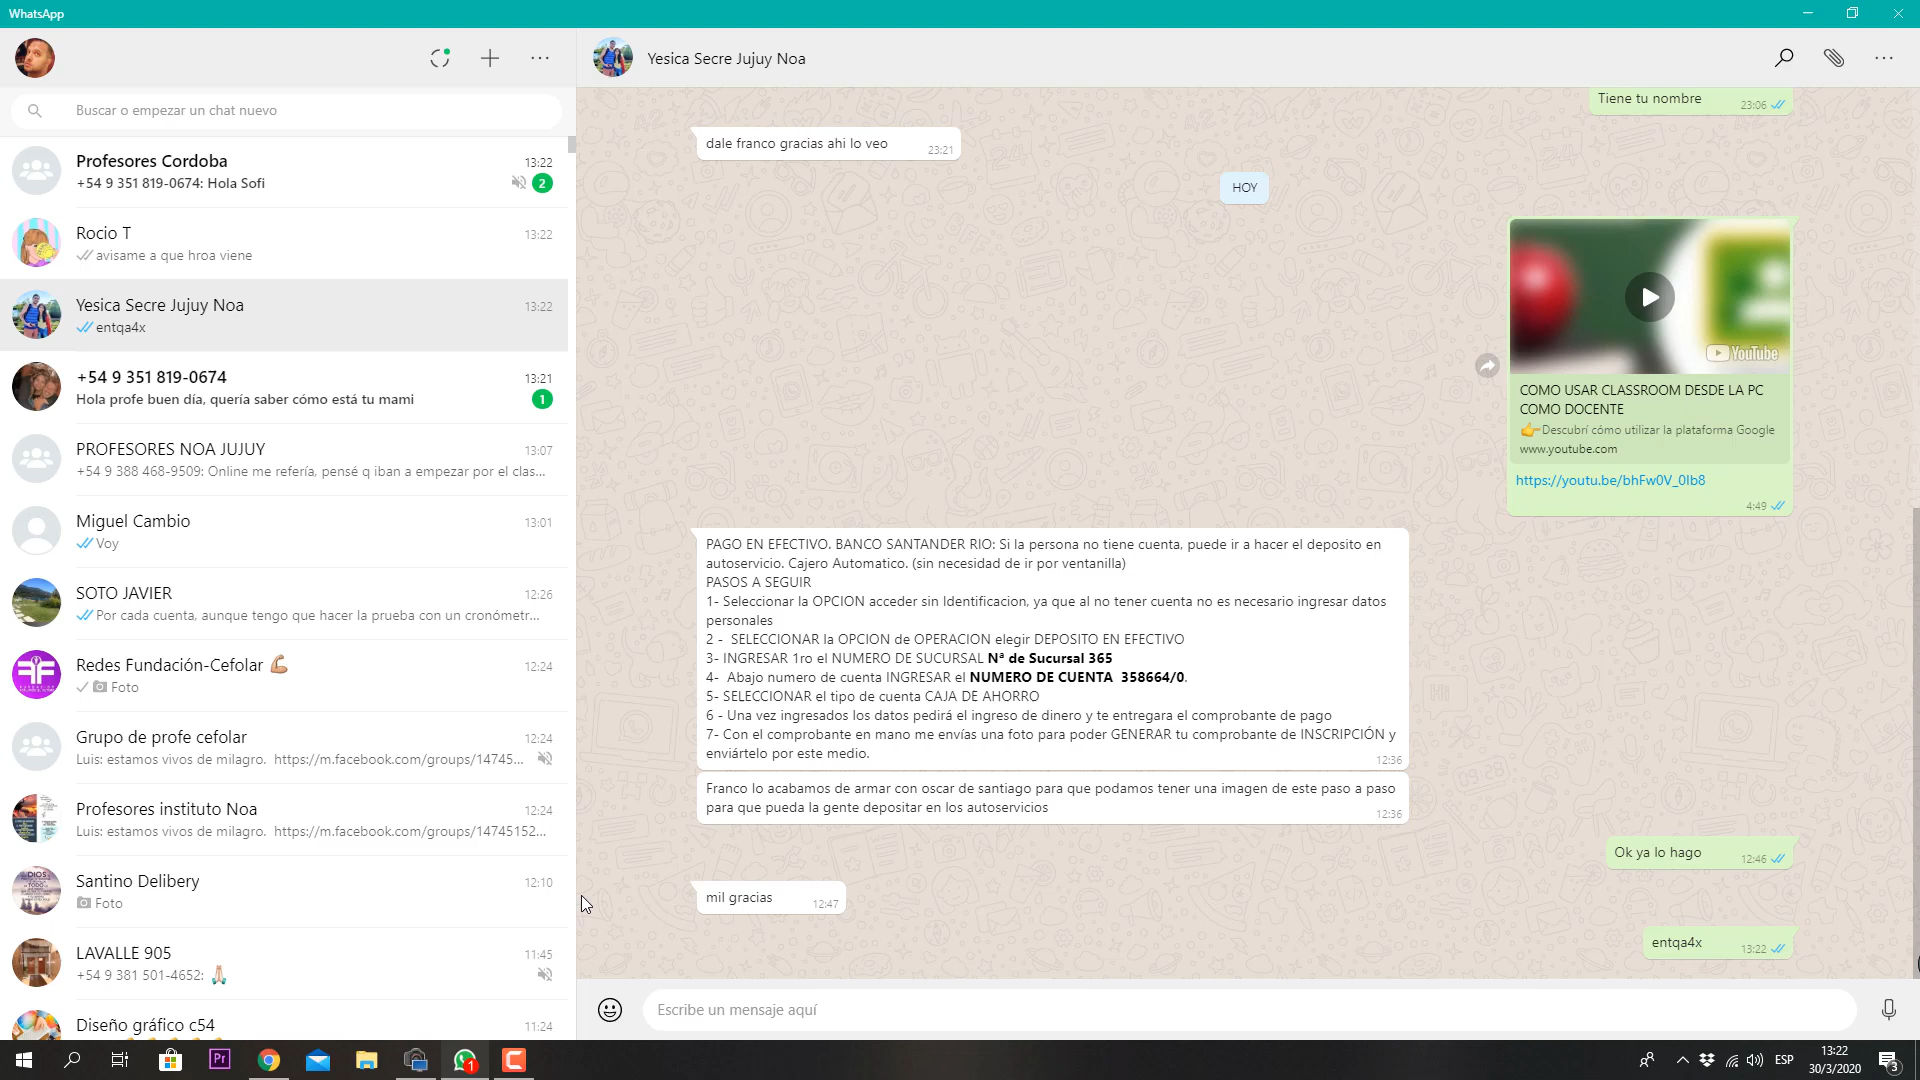 WhatsApp
Buscar o empezar un chat nuevo
Profesores Cordoba
13:22
+54 9 351 819-0674: Hola Sofi
2
Rocio T
13:22
avisame a que hroa viene
Yesica Secre Jujuy Noa
13:22
entqa4x
+54 9 351 819-0674
13:21
Hola profe buen día, quería saber cómo está tu mami
1
PROFESORES NOA JUJUY
13:07
+54 9 388 468-9509: Online me refería, pensé q iban a empezar por el clas...
Miguel Cambio
13:01
Voy
SOTO JAVIER
12:26
Por cada cuenta, aunque tengo que hacer la prueba con un cronómetr...
Redes Fundación-Cefolar
12:24
Foto
Grupo de profe cefolar
12:24
Luis: estamos vivos de milagro. https://m.facebook.com/groups/14745...
Profesores instituto Noa
12:24
Luis: estamos vivos de milagro. https://m.facebook.com/groups/14745152...
Santino Delibery
12:10
Foto
LAVALLE 905
11:45
+54 9 381 501-4652:
Diseño gráfico c54
11:24
Yesica Secre Jujuy Noa
Tiene tu nombre
23:06
dale franco gracias ahi lo veo
23:21
HOY
YouTube
COMO USAR CLASSROOM DESDE LA PC
COMO DOCENTE
Descubrí cómo utilizar la plataforma Google
www.youtube.com
https://youtu.be/bhFw0V_0Ib8
4:49
PAGO EN EFECTIVO. BANCO SANTANDER RIO: Si la persona no tiene cuenta, puede ir a hacer el deposito en
autoservicio. Cajero Automatico. (sin necesidad de ir por ventanilla)
PASOS A SEGUIR
1- Seleccionar la OPCION acceder sin Identificacion, ya que al no tener cuenta no es necesario ingresar datos
personales
2 - SELECCIONAR la OPCION de OPERACION elegir DEPOSITO EN EFECTIVO
3- INGRESAR 1ro el NUMERO DE SUCURSAL Nª de Sucursal 365
4- Abajo numero de cuenta INGRESAR el NUMERO DE CUENTA 358664/0.
5- SELECCIONAR el tipo de cuenta CAJA DE AHORRO
6 - Una vez ingresados los datos pedirá el ingreso de dinero y te entregara el comprobante de pago
7- Con el comprobante en mano me envías una foto para poder GENERAR tu comprobante de INSCRIPCIÓN y
enviártelo por este medio.
12:36
Franco lo acabamos de armar con oscar de santiago para que podamos tener una imagen de este paso a paso
para que pueda la gente depositar en los autoservicios
12:36
Ok ya lo hago
12:46
mil gracias
12:47
entqa4x
13:22
Escribe un mensaje aquí
Pr
1
ESP
13:22
30/3/2020
3